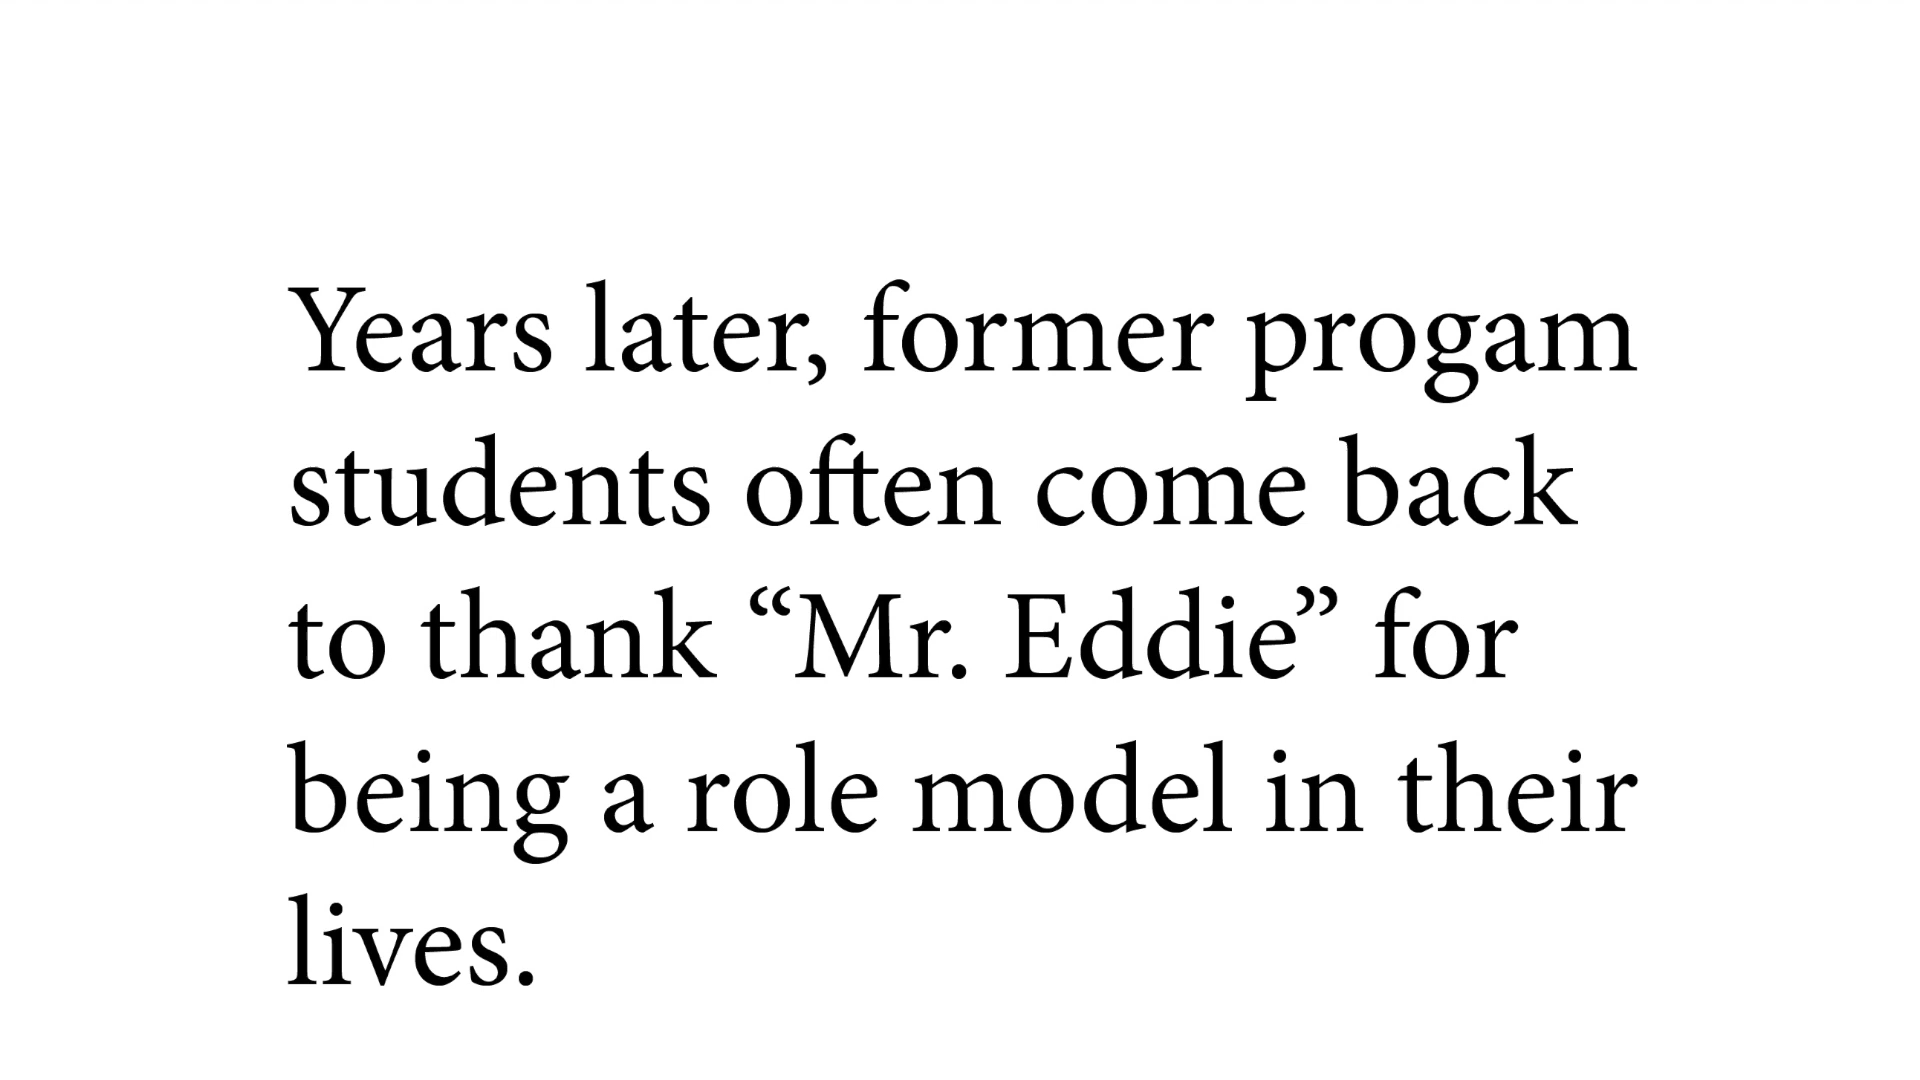 Years later, former progam
students often come back
to thank “Mr. Eddie” for
being a role model in their
lives.